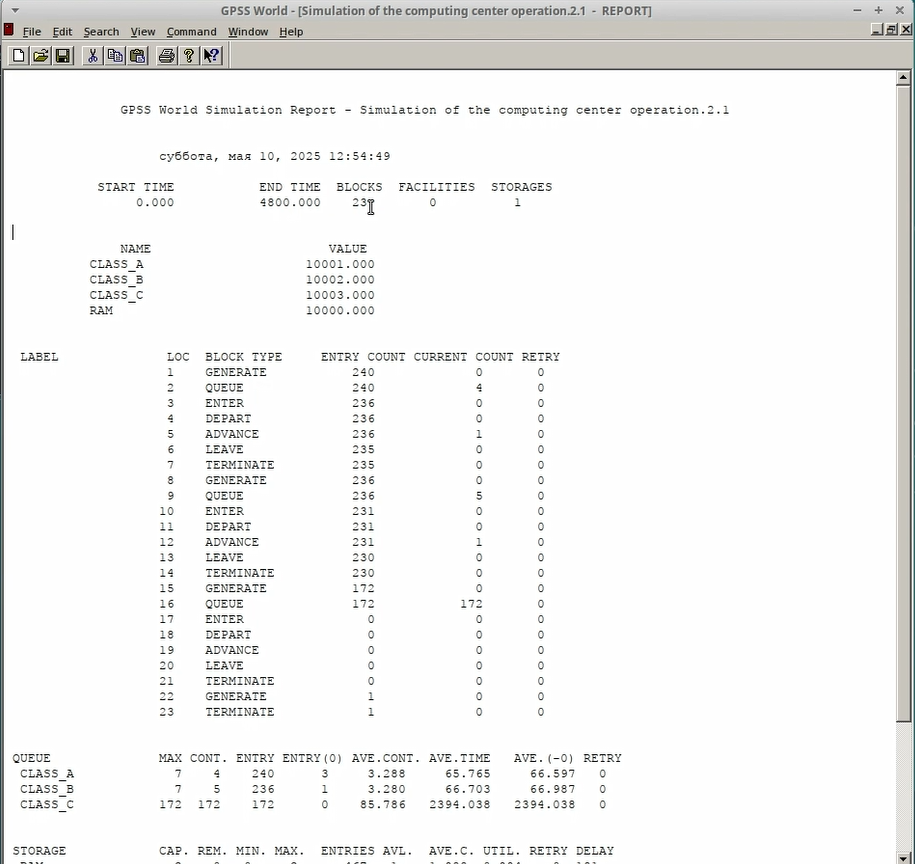 GPSS World - [Simulation of the computing center operation.2.1 - REPORT]
File Edit Search View Command Window Help
GPSS World Simulation Report - Simulation of the computing center operation.2.1
суббота, мая 10, 2025 12:54:49
START TIME END TIME BLOCKS FACILITIES STORAGES
0.000 4800.000 23 0 1
NAME VALUE
CLASS_A 10001.000
CLASS_B 10002.000
CLASS_C 10003.000
RAM 10000.000
LABEL LOC BLOCK TYPE ENTRY COUNT CURRENT COUNT RETRY
1 GENERATE 240 0 0
2 QUEUE 240 4 0
3 ENTER 236 0 0
4 DEPART 236 0 0
5 ADVANCE 236 1 0
6 LEAVE 235 0 0
7 TERMINATE 235 0 0
8 GENERATE 236 0 0
9 QUEUE 236 5 0
10 ENTER 231 0 0
11 DEPART 231 0 0
12 ADVANCE 231 1 0
13 LEAVE 230 0 0
14 TERMINATE 230 0 0
15 GENERATE 172 0 0
16 QUEUE 172 172 0
17 ENTER 0 0 0
18 DEPART 0 0 0
19 ADVANCE 0 0 0
20 LEAVE 0 0 0
21 TERMINATE 0 0 0
22 GENERATE 1 0 0
23 TERMINATE 1 0 0
QUEUE MAX CONT. ENTRY ENTRY(0) AVE.CONT. AVE.TIME AVE.(-0) RETRY
CLASS_A 7 4 240 3 3.288 65.765 66.597 0
CLASS_B 7 5 236 1 3.280 66.703 66.987 0
CLASS_C 172 172 172 0 85.786 2394.038 2394.038 0
STORAGE CAP. REM. MIN. MAX. ENTRIES AVL. AVE.C. UTIL. RETRY DELAY